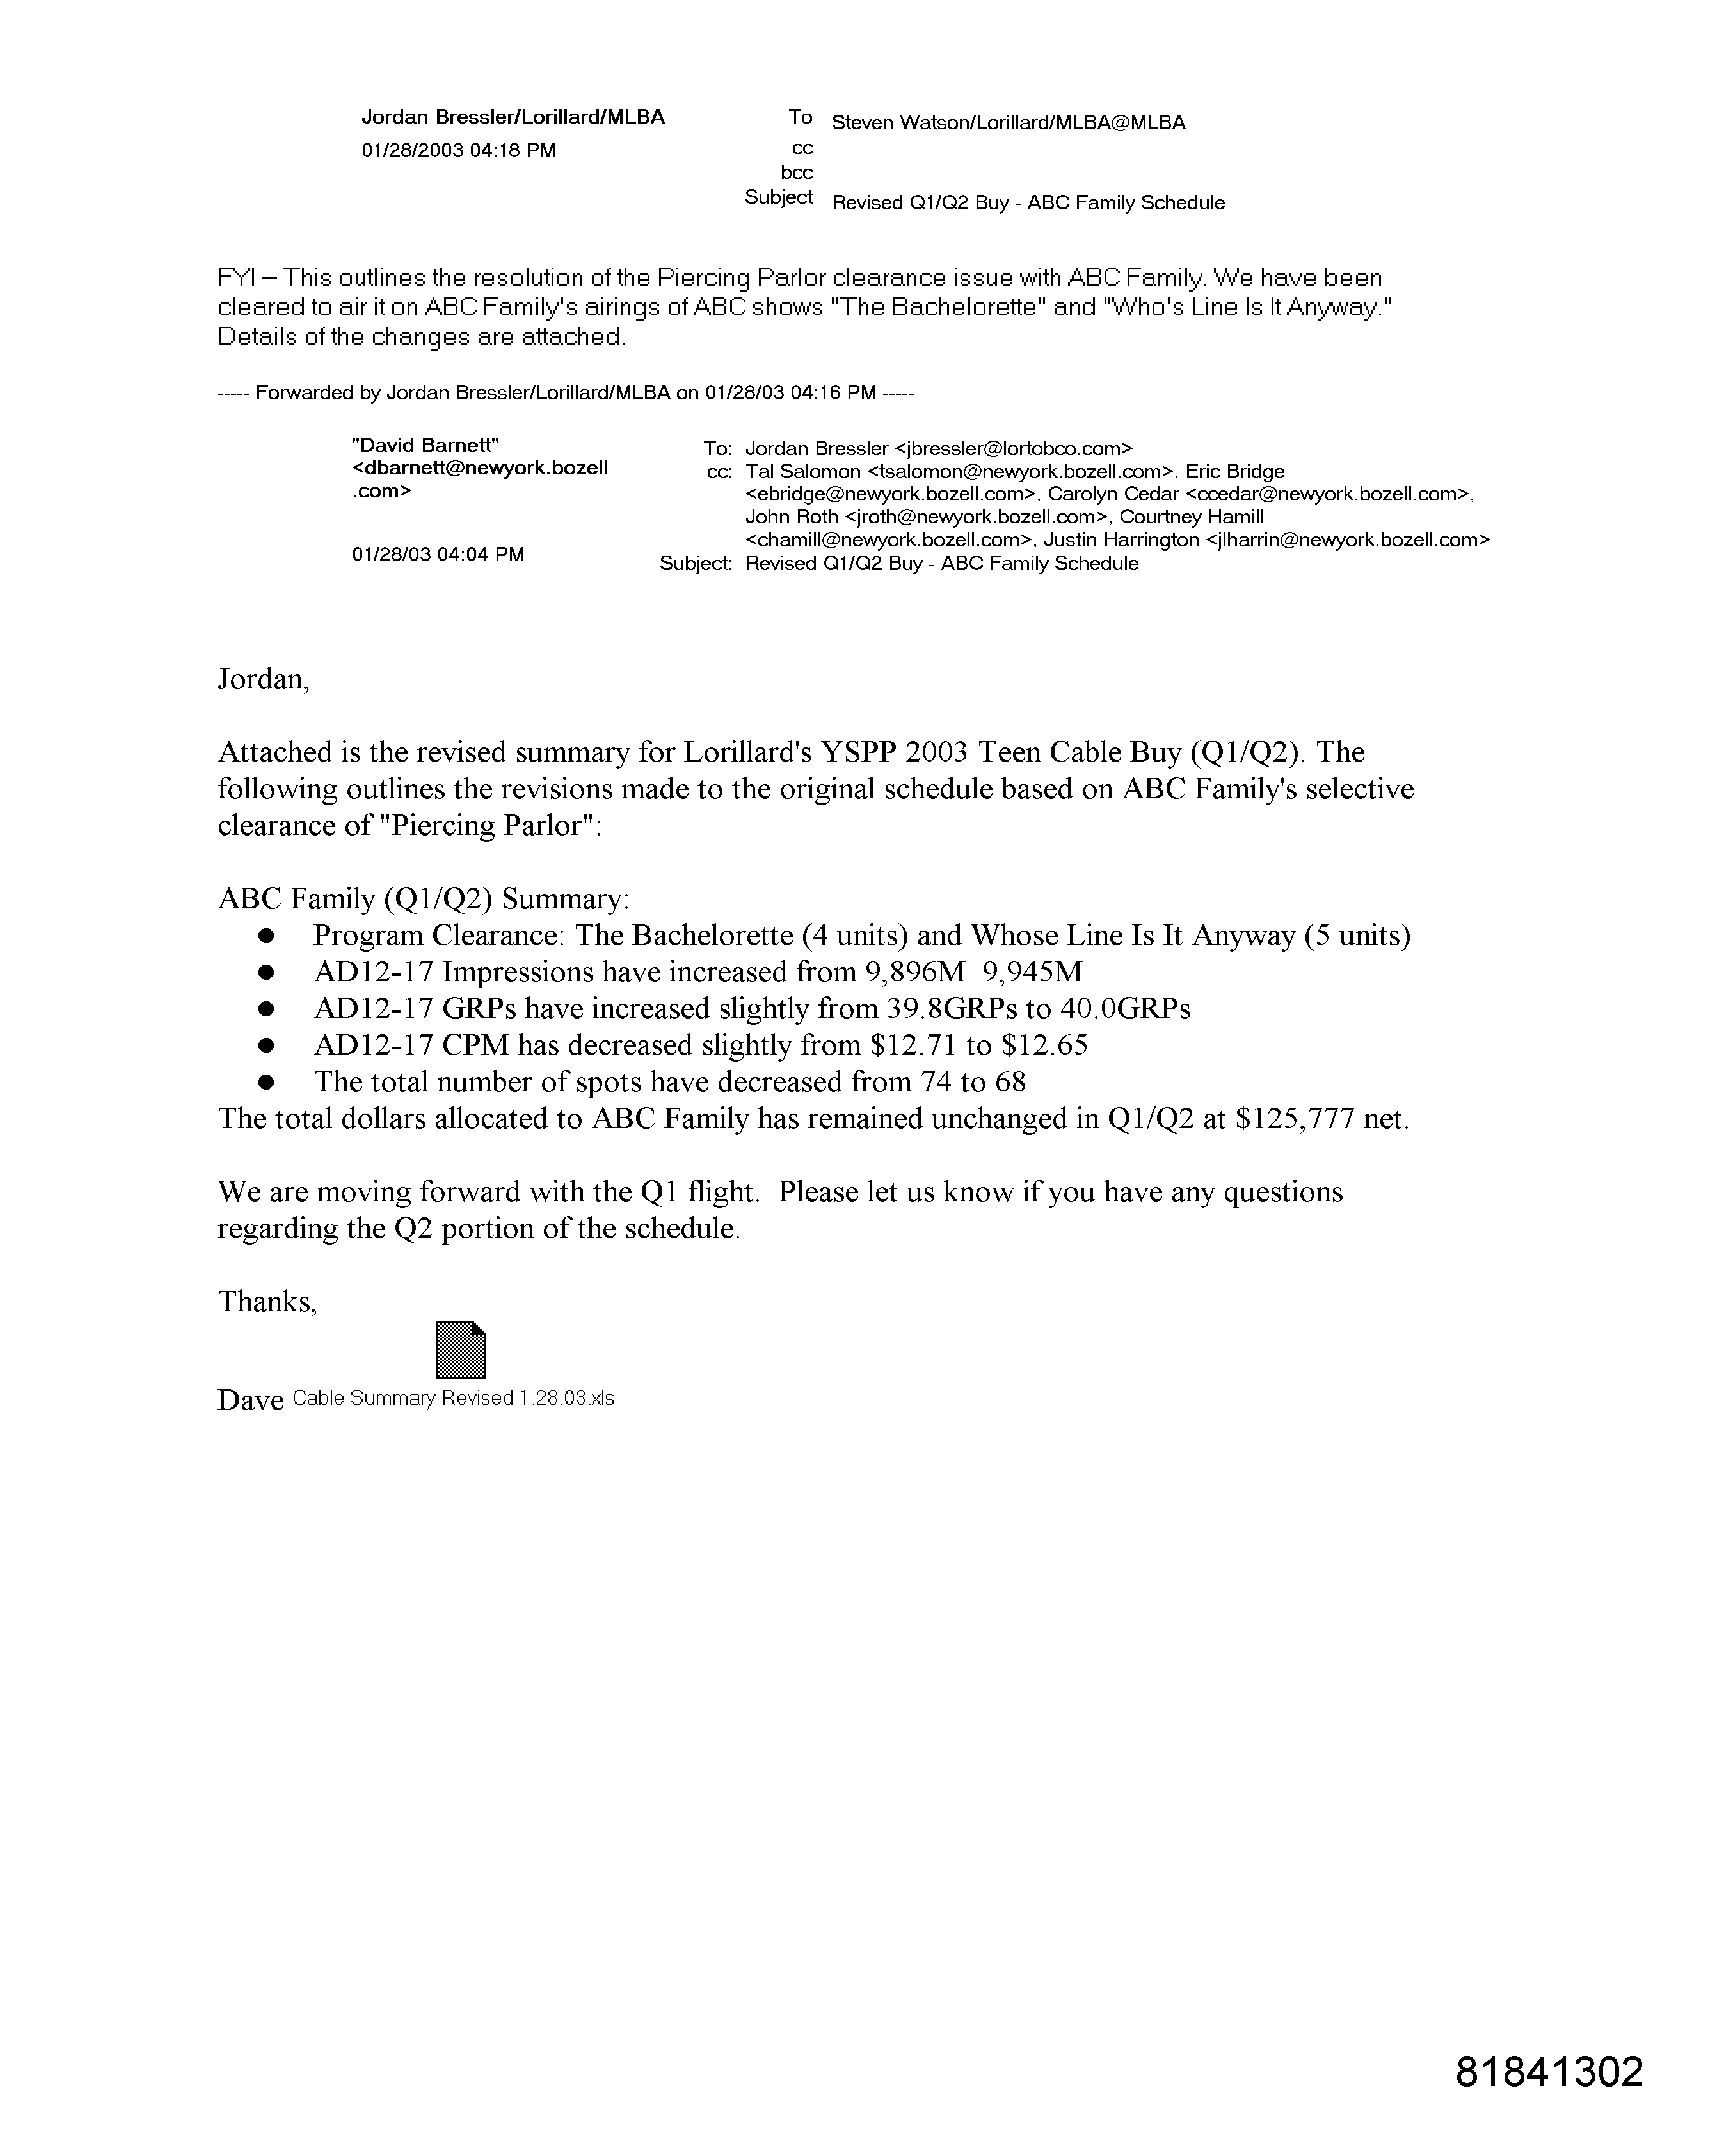 Jordan Bressler/Lorillard/MLBA
01/28/2003 04:18 PM
To Steven Watson/Lorillard/MLBA@MLBA
cc
bcc
Subject Revised Q1/Q2 Buy - ABC Family Schedule
FYI – This outlines the resolution of the Piercing Parlor clearance issue with ABC Family. We have been
cleared to air it on ABC Family's airings of ABC shows "The Bachelorette" and "Who's Line Is It Anyway."
Details of the changes are attached.
----- Forwarded by Jordan Bressler/Lorillard/MLBA on 01/28/03 04:16 PM -----
"David Barnett"
<dbarnett@newyork.bozell
.com>
01/28/03 04:04 PM
To: Jordan Bressler <jbressler@lortobco.com>
cc: Tal Salomon <tsalomon@newyork.bozell.com>, Eric Bridge
<ebridge@newyork.bozell.com>, Carolyn Cedar <ccedar@newyork.bozell.com>,
John Roth <jroth@newyork.bozell.com>, Courtney Hamill
<chamill@newyork.bozell.com>, Justin Harrington <jlharrin@newyork.bozell.com>
Subject: Revised Q1/Q2 Buy - ABC Family Schedule
Jordan,
Attached is the revised summary for Lorillard's YSPP 2003 Teen Cable Buy (Q1/Q2). The
following outlines the revisions made to the original schedule based on ABC Family's selective
clearance of "Piercing Parlor":
ABC Family (Q1/Q2) Summary:
● Program Clearance: The Bachelorette (4 units) and Whose Line Is It Anyway (5 units)
● AD12-17 Impressions have increased from 9,896M  9,945M
● AD12-17 GRPs have increased slightly from 39.8GRPs to 40.0GRPs
● AD12-17 CPM has decreased slightly from $12.71 to $12.65
● The total number of spots have decreased from 74 to 68
The total dollars allocated to ABC Family has remained unchanged in Q1/Q2 at $125,777 net.
We are moving forward with the Q1 flight.  Please let us know if you have any questions
regarding the Q2 portion of the schedule.
Thanks,
Dave Cable Summary Revised 1.28.03.xls
81841302